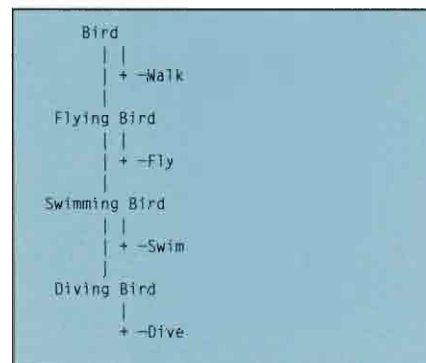 Bird
| |
| + —Walk
|
Flying Bird
| |
| + —Fly
|
Swimming Bird
| |
| + —Swim
|
Diving Bird
|
+ —Dive